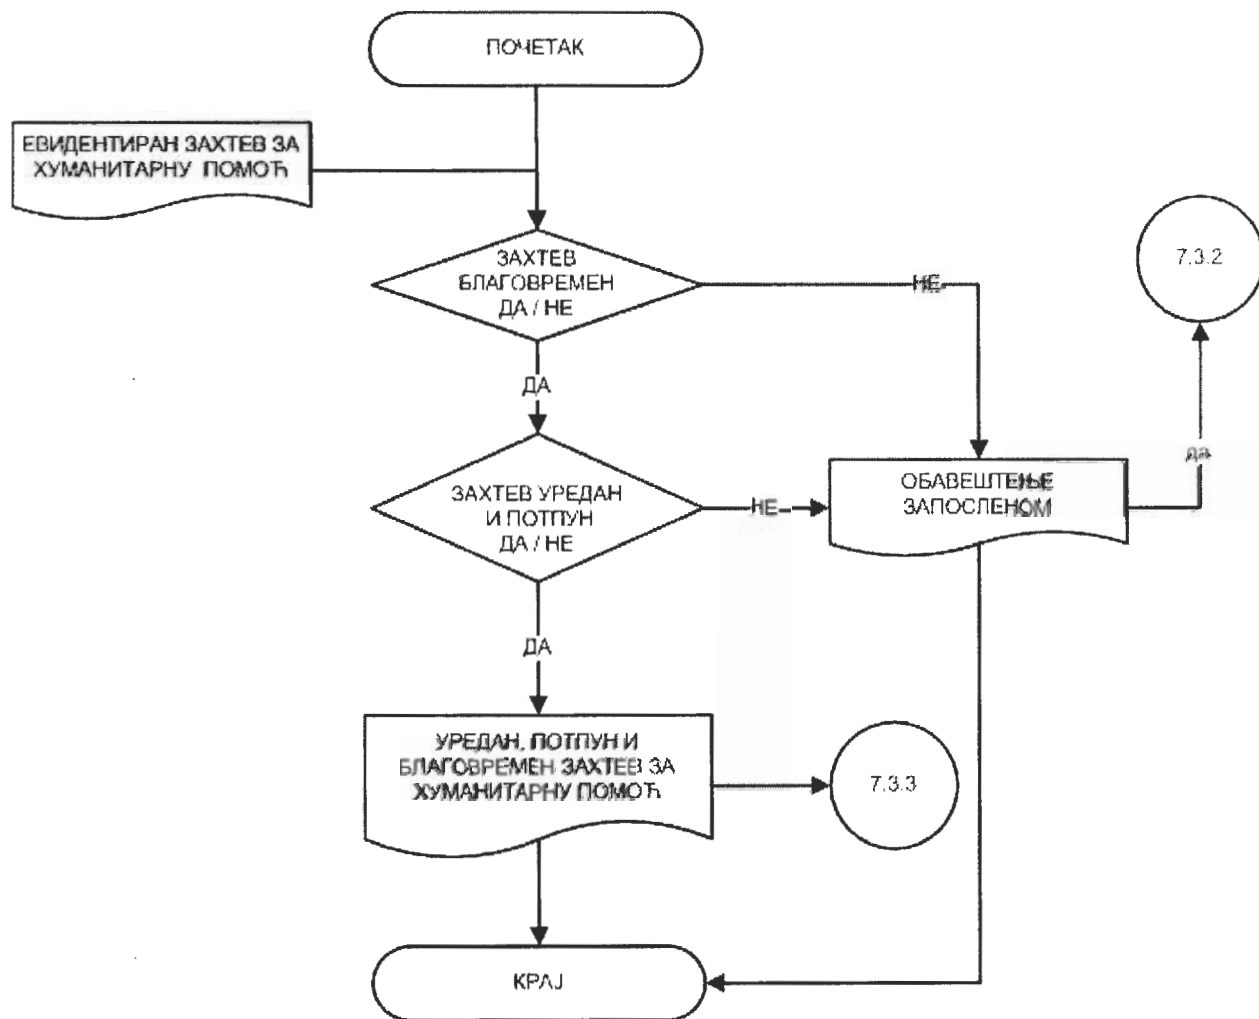 ПОЧЕТАК
ЕВИДЕНТИРАН ЗАХТЕВ ЗА
ХУМАНИТАРНУ ПОМОЋ
ЗАХТЕВ
БЛАГОВРЕМЕН
ДА / НЕ
НЕ
7.3.2
ДА
ЗАХТЕВ УРЕДАН
И ПОТПУН
ДА / НЕ
НЕ
ОБАВЕШТЕЊЕ
ЗАПОСЛЕНОМ
да
ДА
УРЕДАН, ПОТПУН И
БЛАГОВРЕМЕН ЗАХТЕВ ЗА
ХУМАНИТАРНУ ПОМОЋ
7.3.3
КРАЈ